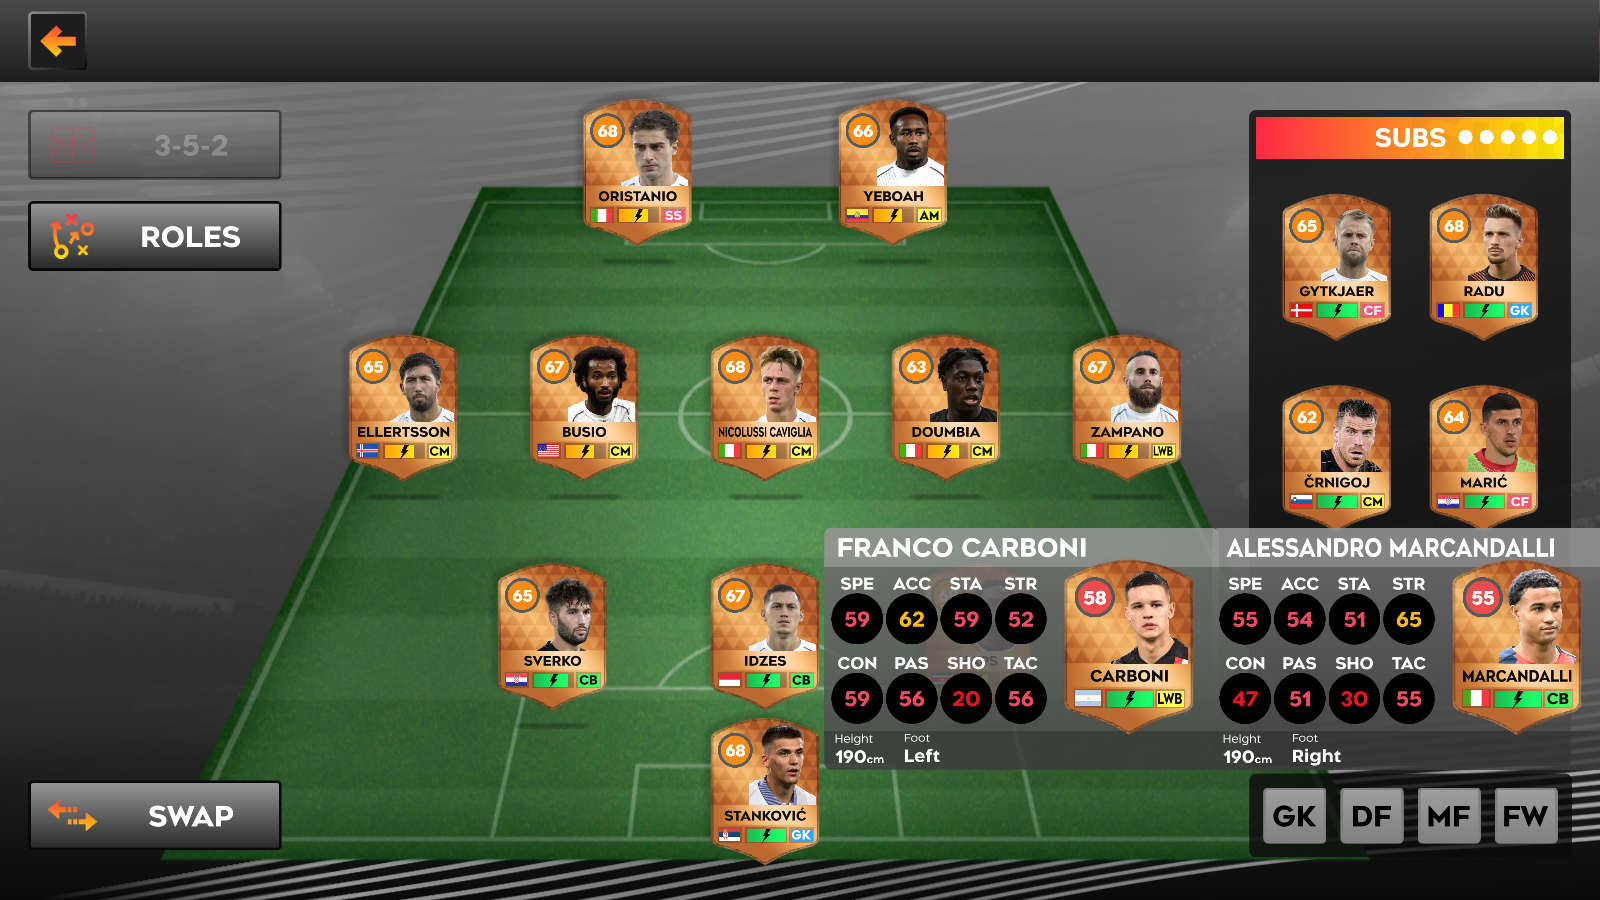 3-5-2
ROLES
SWAP
68
ORISTANIO
SS
66
YEBOAH
AM
65
ELLERTSSON
CM
67
BUSIO
CM
68
NICOLUSSI CAVIGLIA
CM
63
DOUMBIA
CM
67
ZAMPANO
LWB
65
SVERKO
CB
67
IDZES
CB
68
STANKOVIĆ
GK
SUBS
65
GYTKJAER
CF
68
RADU
GK
62
ČRNIGOJ
CM
64
MARIĆ
CF
FRANCO CARBONI
SPE ACC STA STR
59 62 59 52
CON PAS SHO TAC
59 56 20 56
Height Foot
190cm Left
58
CARBONI
LWB
ALESSANDRO MARCANDALLI
SPE ACC STA STR
55 54 51 65
CON PAS SHO TAC
47 51 30 55
Height Foot
190cm Right
55
MARCANDALLI
CB
GK DF MF FW